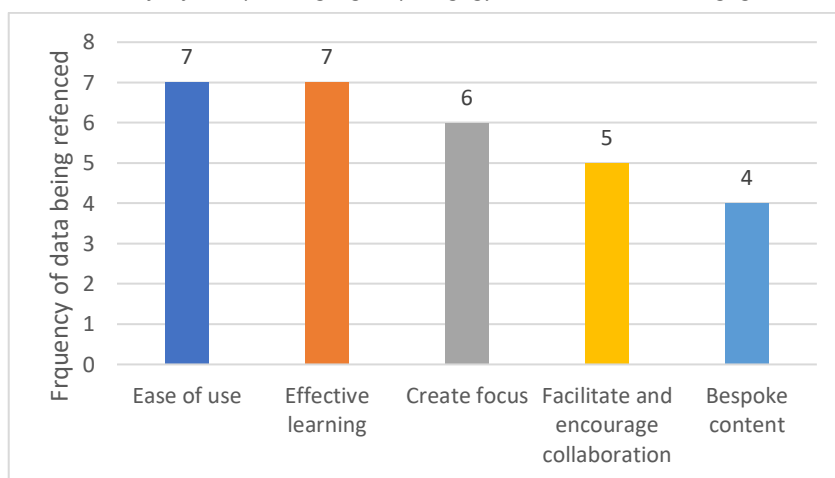 8
7
6
5
4
3
2
1
0
Frquency of data being refenced
7
7
6
5
4
Ease of use
Effective
learning
Create focus
Facilitate and
encourage
collaboration
Bespoke
content